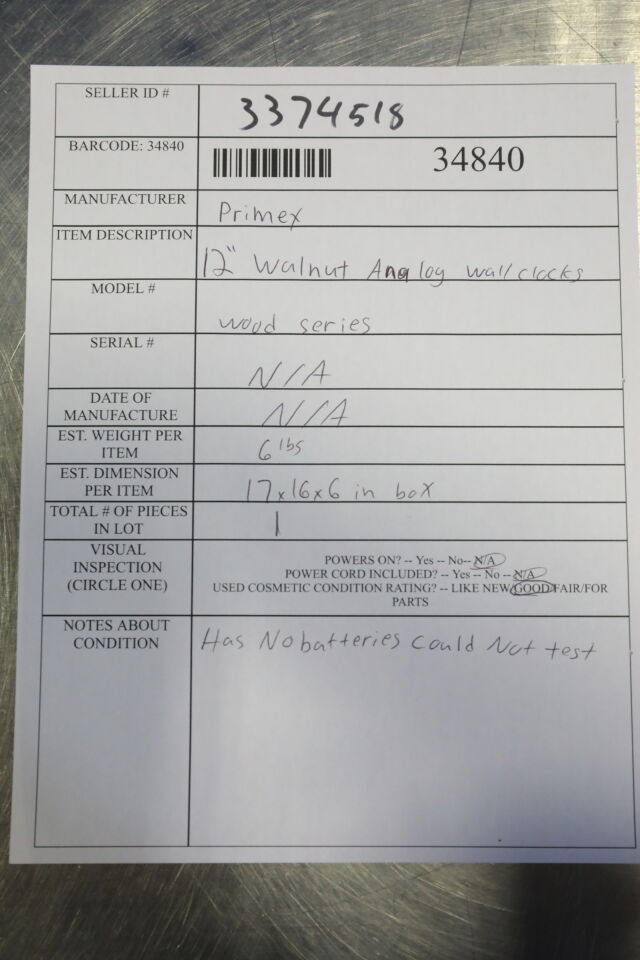 SELLER ID # 3374518
BARCODE: 34840 34840
MANUFACTURER Primex
ITEM DESCRIPTION 12" Walnut Analog wall clocks
MODEL # wood series
SERIAL # N/A
DATE OF
MANUFACTURE N/A
EST. WEIGHT PER
ITEM 6 lbs
EST. DIMENSION
PER ITEM 17x16x6 in box
TOTAL # OF PIECES
IN LOT 1
VISUAL
INSPECTION
(CIRCLE ONE)
POWERS ON? -- Yes -- No-- N/A
POWER CORD INCLUDED? -- Yes -- No -- N/A
USED COSMETIC CONDITION RATING? -- LIKE NEW/GOOD/FAIR/FOR
PARTS
NOTES ABOUT
CONDITION
Has No batteries could Not test